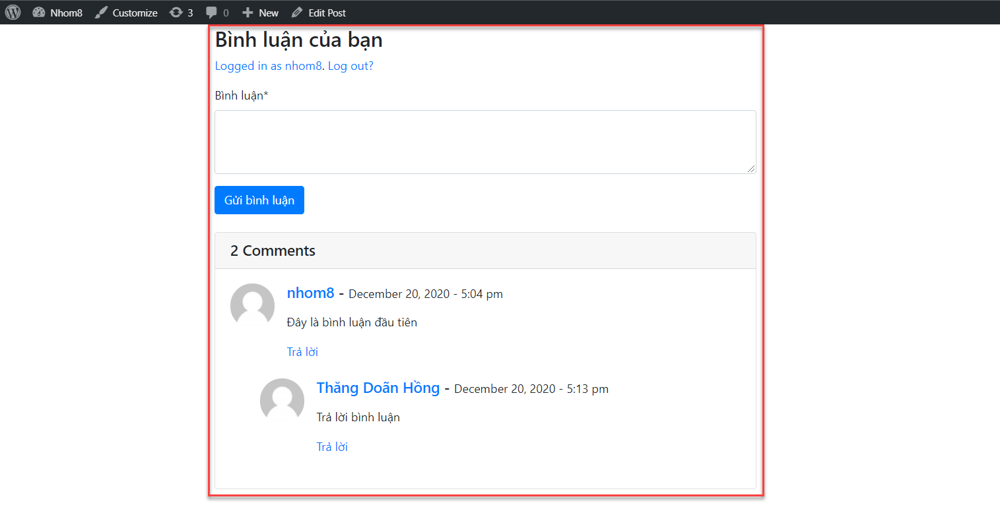 Nhom8 Customize 3 0 New Edit Post
Bình luận của bạn
Logged in as nhom8. Log out?
Bình luận*
Gửi bình luận
2 Comments
nhom8 - December 20, 2020 - 5:04 pm
Đây là bình luận đầu tiên
Trả lời
Thăng Doãn Hồng - December 20, 2020 - 5:13 pm
Trả lời bình luận
Trả lời